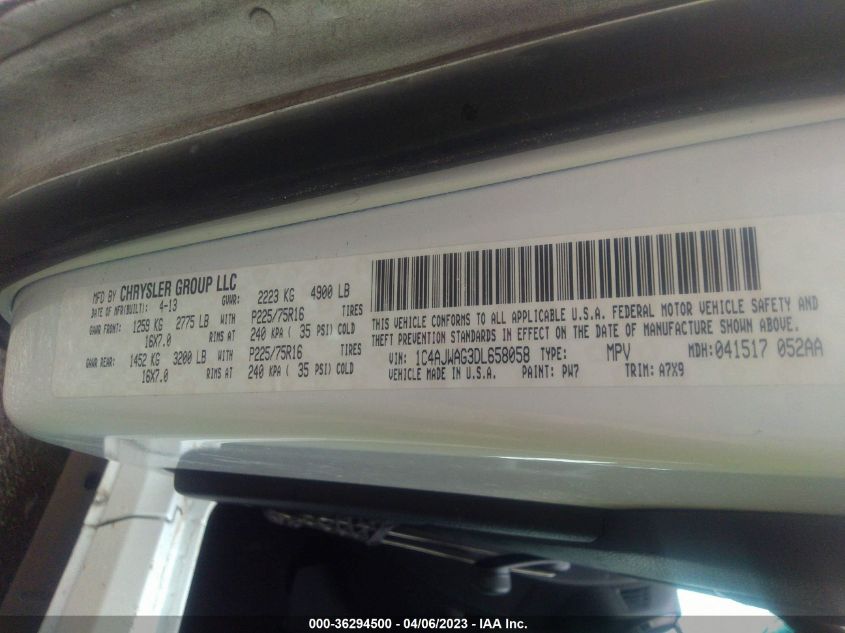 MFD BY CHRYSLER GROUP LLC
DATE OF MFR(BUILT): 4-13 GVWR: 2223 KG 4900 LB
GAWR FRONT: 1259 KG 2775 LB WITH P225/75R16 TIRES
16X7.0 RIMS AT 240 KPA ( 35 PSI) COLD
GAWR REAR: 1452 KG 3200 LB WITH P225/75R16 TIRES
16X7.0 RIMS AT 240 KPA ( 35 PSI) COLD
THIS VEHICLE CONFORMS TO ALL APPLICABLE U.S.A. FEDERAL MOTOR VEHICLE SAFETY AND
THEFT PREVENTION STANDARDS IN EFFECT ON THE DATE OF MANUFACTURE SHOWN ABOVE.
VIN: 1C4AJWAG3DL658058 TYPE: MPV MDH:041517 052AA
VEHICLE MADE IN U.S.A. PAINT: PW7 TRIM: A7X9
000-36294500 - 04/06/2023 - IAA Inc.